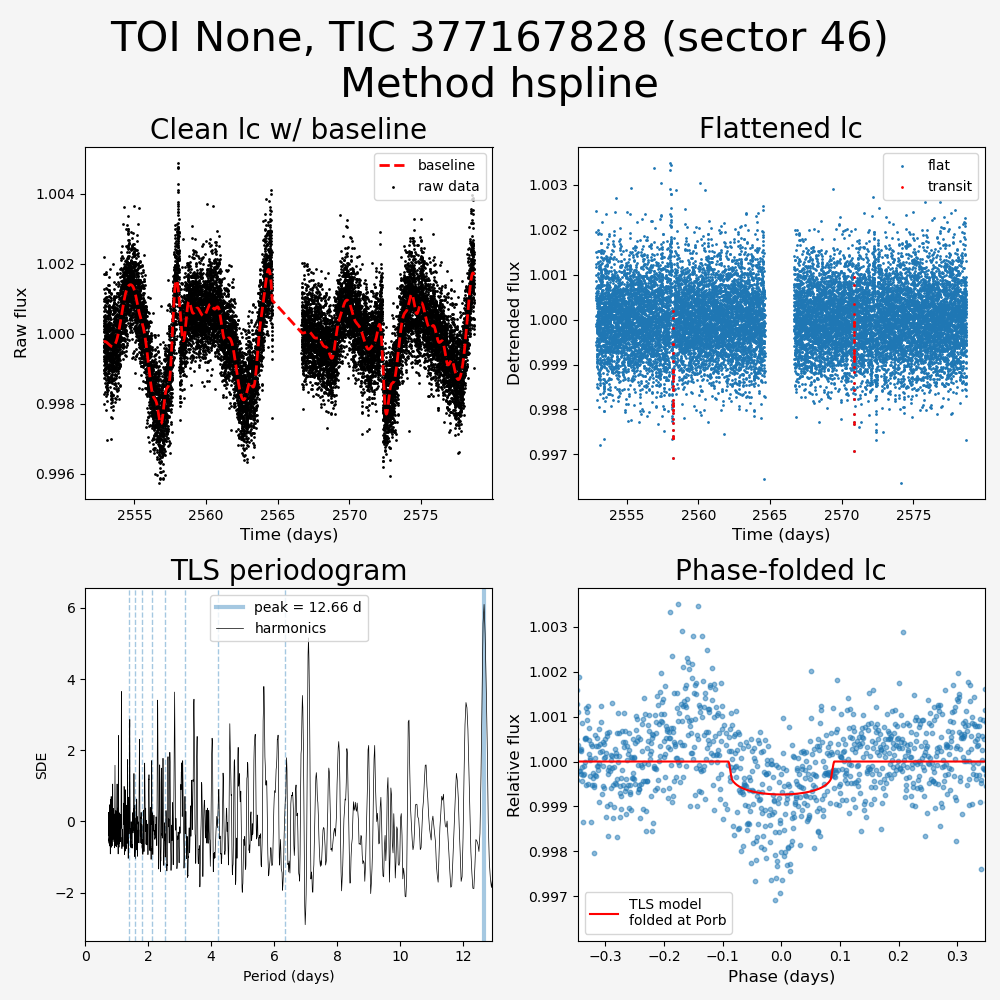 TOI None, TIC 377167828 (sector 46)
Method hspline
Clean lc w/ baseline
baseline
raw data
1.004
1.002
1.000
0.998
0.996
Raw flux
2555
2560
2565
2570
2575
Time (days)
Flattened lc
flat
transit
1.003
1.002
1.001
1.000
0.999
0.998
0.997
Detrended flux
2555
2560
2565
2570
2575
Time (days)
TLS periodogram
peak = 12.66 d
harmonics
6
4
2
0
−2
SDE
0
2
4
6
8
10
12
Period (days)
Phase-folded lc
1.003
1.002
1.001
1.000
0.999
0.998
0.997
Relative flux
TLS model
folded at Porb
−0.3
−0.2
−0.1
0.0
0.1
0.2
0.3
Phase (days)